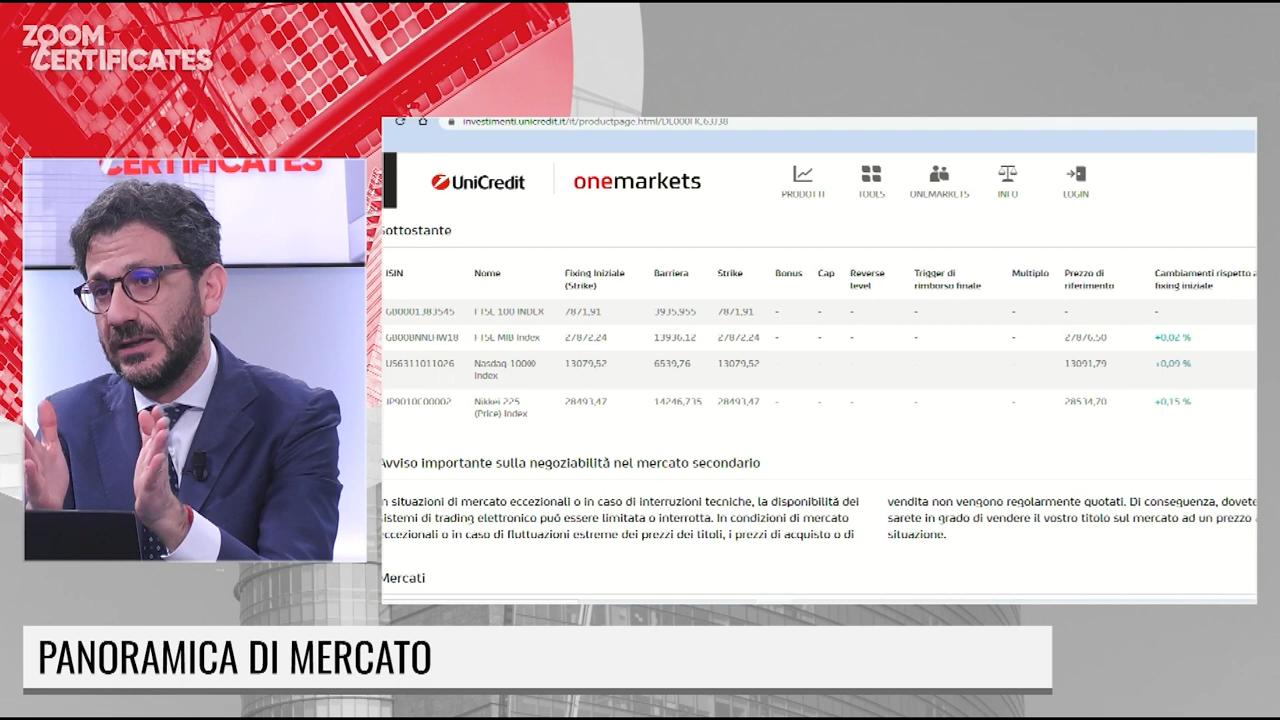 ZOOM
CERTIFICATES
CERTIFICATES
investimenti.unicredit.it/it/productpage.html/
UniCredit
onemarkets
PRODOTTI
TOOLS
ONEMARKETS
INFO
LOGIN
Sottostante
ISIN Nome Fixing Iniziale (Strike) Barriera Strike Bonus Cap Reverse level Trigger di rimborso finale Multiplo Prezzo di riferimento Cambiamenti rispetto a fixing iniziale
GB0001383545 FTSE 100 INDEX 7871,91 3935,955 7871,91 - - - - - - -
FTSE MIB Index 27872,24 13936,12 27872,24 - - - - - 27876,50 +0,02 %
US6311011026 Nasdaq 100® Index 13079,52 6539,76 13079,52 13091,79 +0,09 %
JP9010C00002 Nikkei 225 (Price) Index 28493,47 14246,735 28493,47 - - - - - 28534,70 +0,15 %
Avviso importante sulla negoziabilità nel mercato secondario
n situazioni di mercato eccezionali o in caso di interruzioni tecniche, la disponibilità dei
sistemi di trading elettronico può essere limitata o interrotta. In condizioni di mercato
eccezionali o in caso di fluttuazioni estreme dei prezzi dei titoli, i prezzi di acquisto o di
vendita non vengono regolarmente quotati. Di conseguenza, dovete
sarete in grado di vendere il vostro titolo sul mercato ad un prezzo
situazione.
Mercati
PANORAMICA DI MERCATO